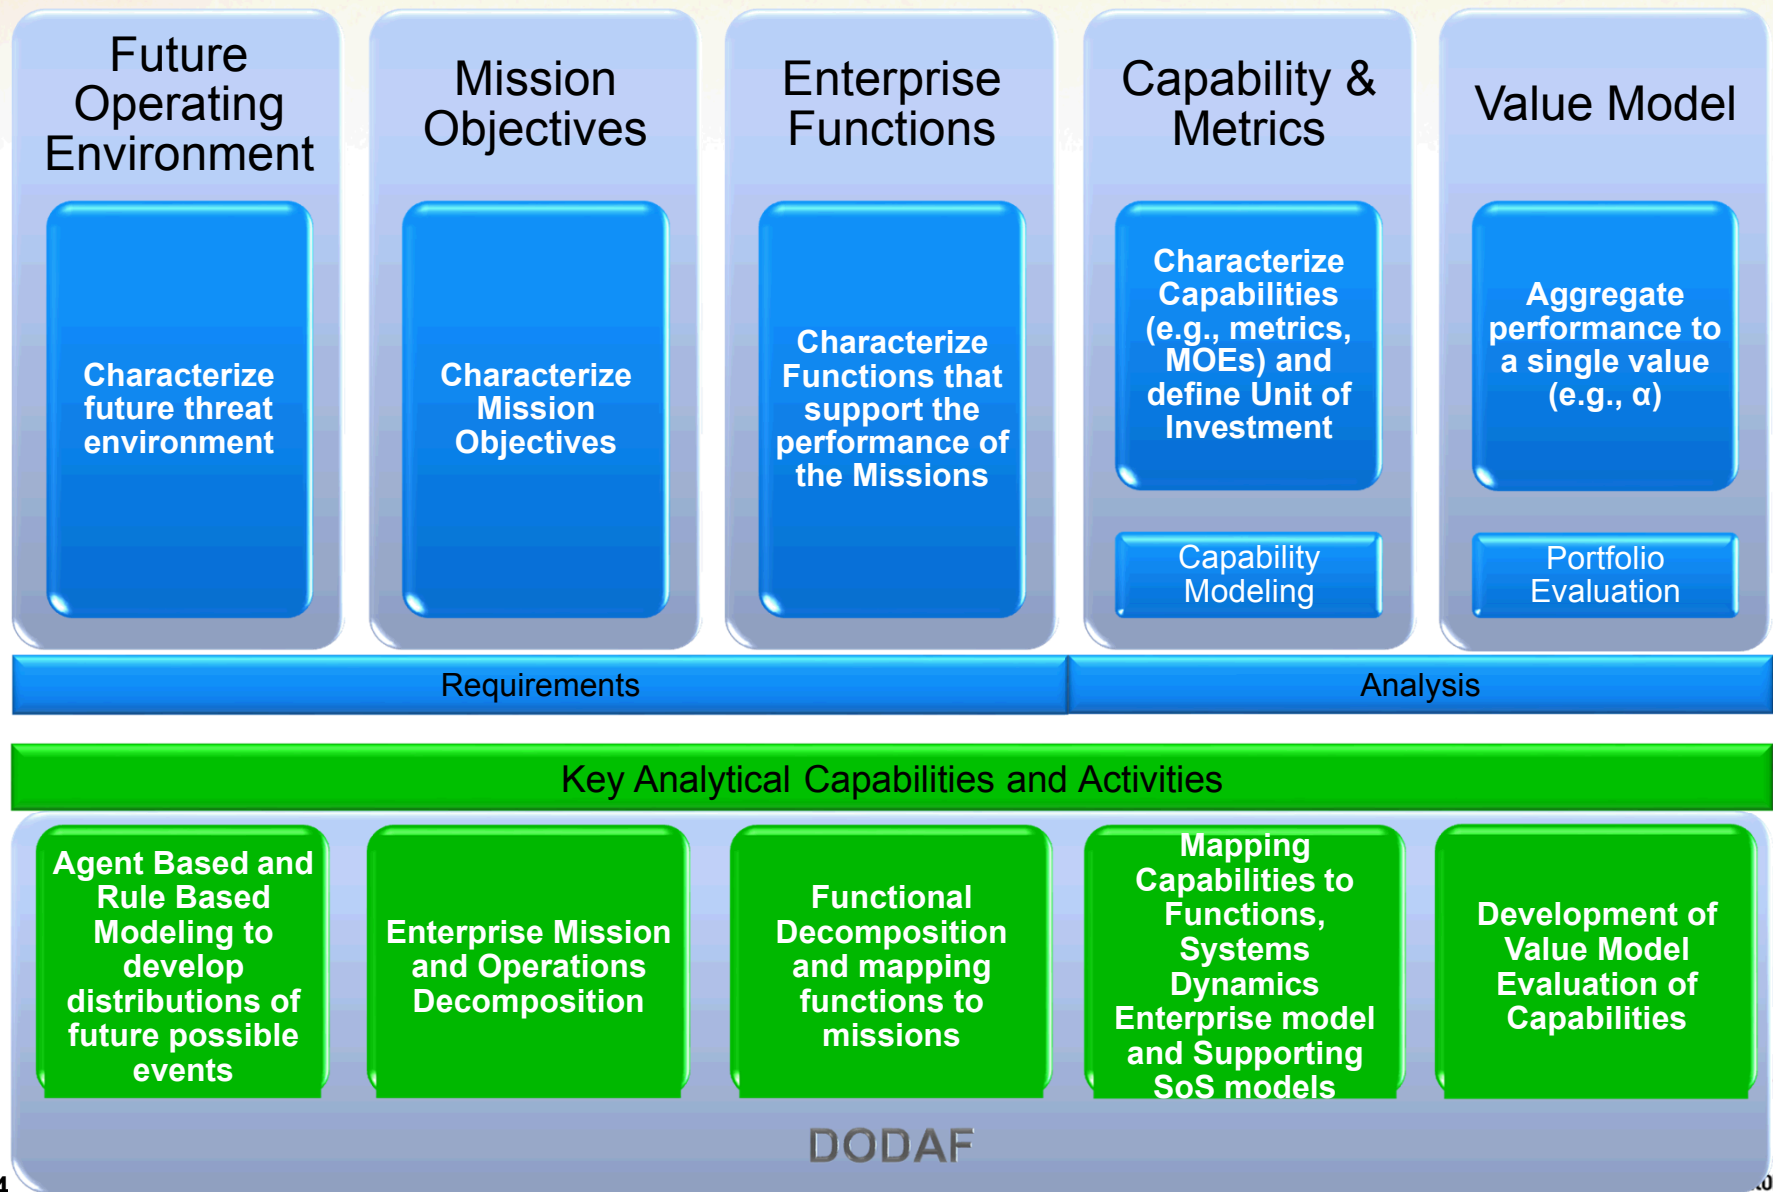 Future
Operating
Environment
Characterize
future threat
environment
Mission
Objectives
Characterize
Mission
Objectives
Enterprise
Functions
Characterize
Functions that
support the
performance of
the Missions
Capability &
Metrics
Characterize
Capabilities
(e.g., metrics,
MOEs) and
define Unit of
Investment
Capability
Modeling
Value Model
Aggregate
performance to
a single value
(e.g., α)
Portfolio
Evaluation
Requirements
Analysis
Key Analytical Capabilities and Activities
Agent Based and
Rule Based
Modeling to
develop
distributions of
future possible
events
Enterprise Mission
and Operations
Decomposition
Functional
Decomposition
and mapping
functions to
missions
Mapping
Capabilities to
Functions,
Systems
Dynamics
Enterprise model
and Supporting
SoS models
Development of
Value Model
Evaluation of
Capabilities
DODAF